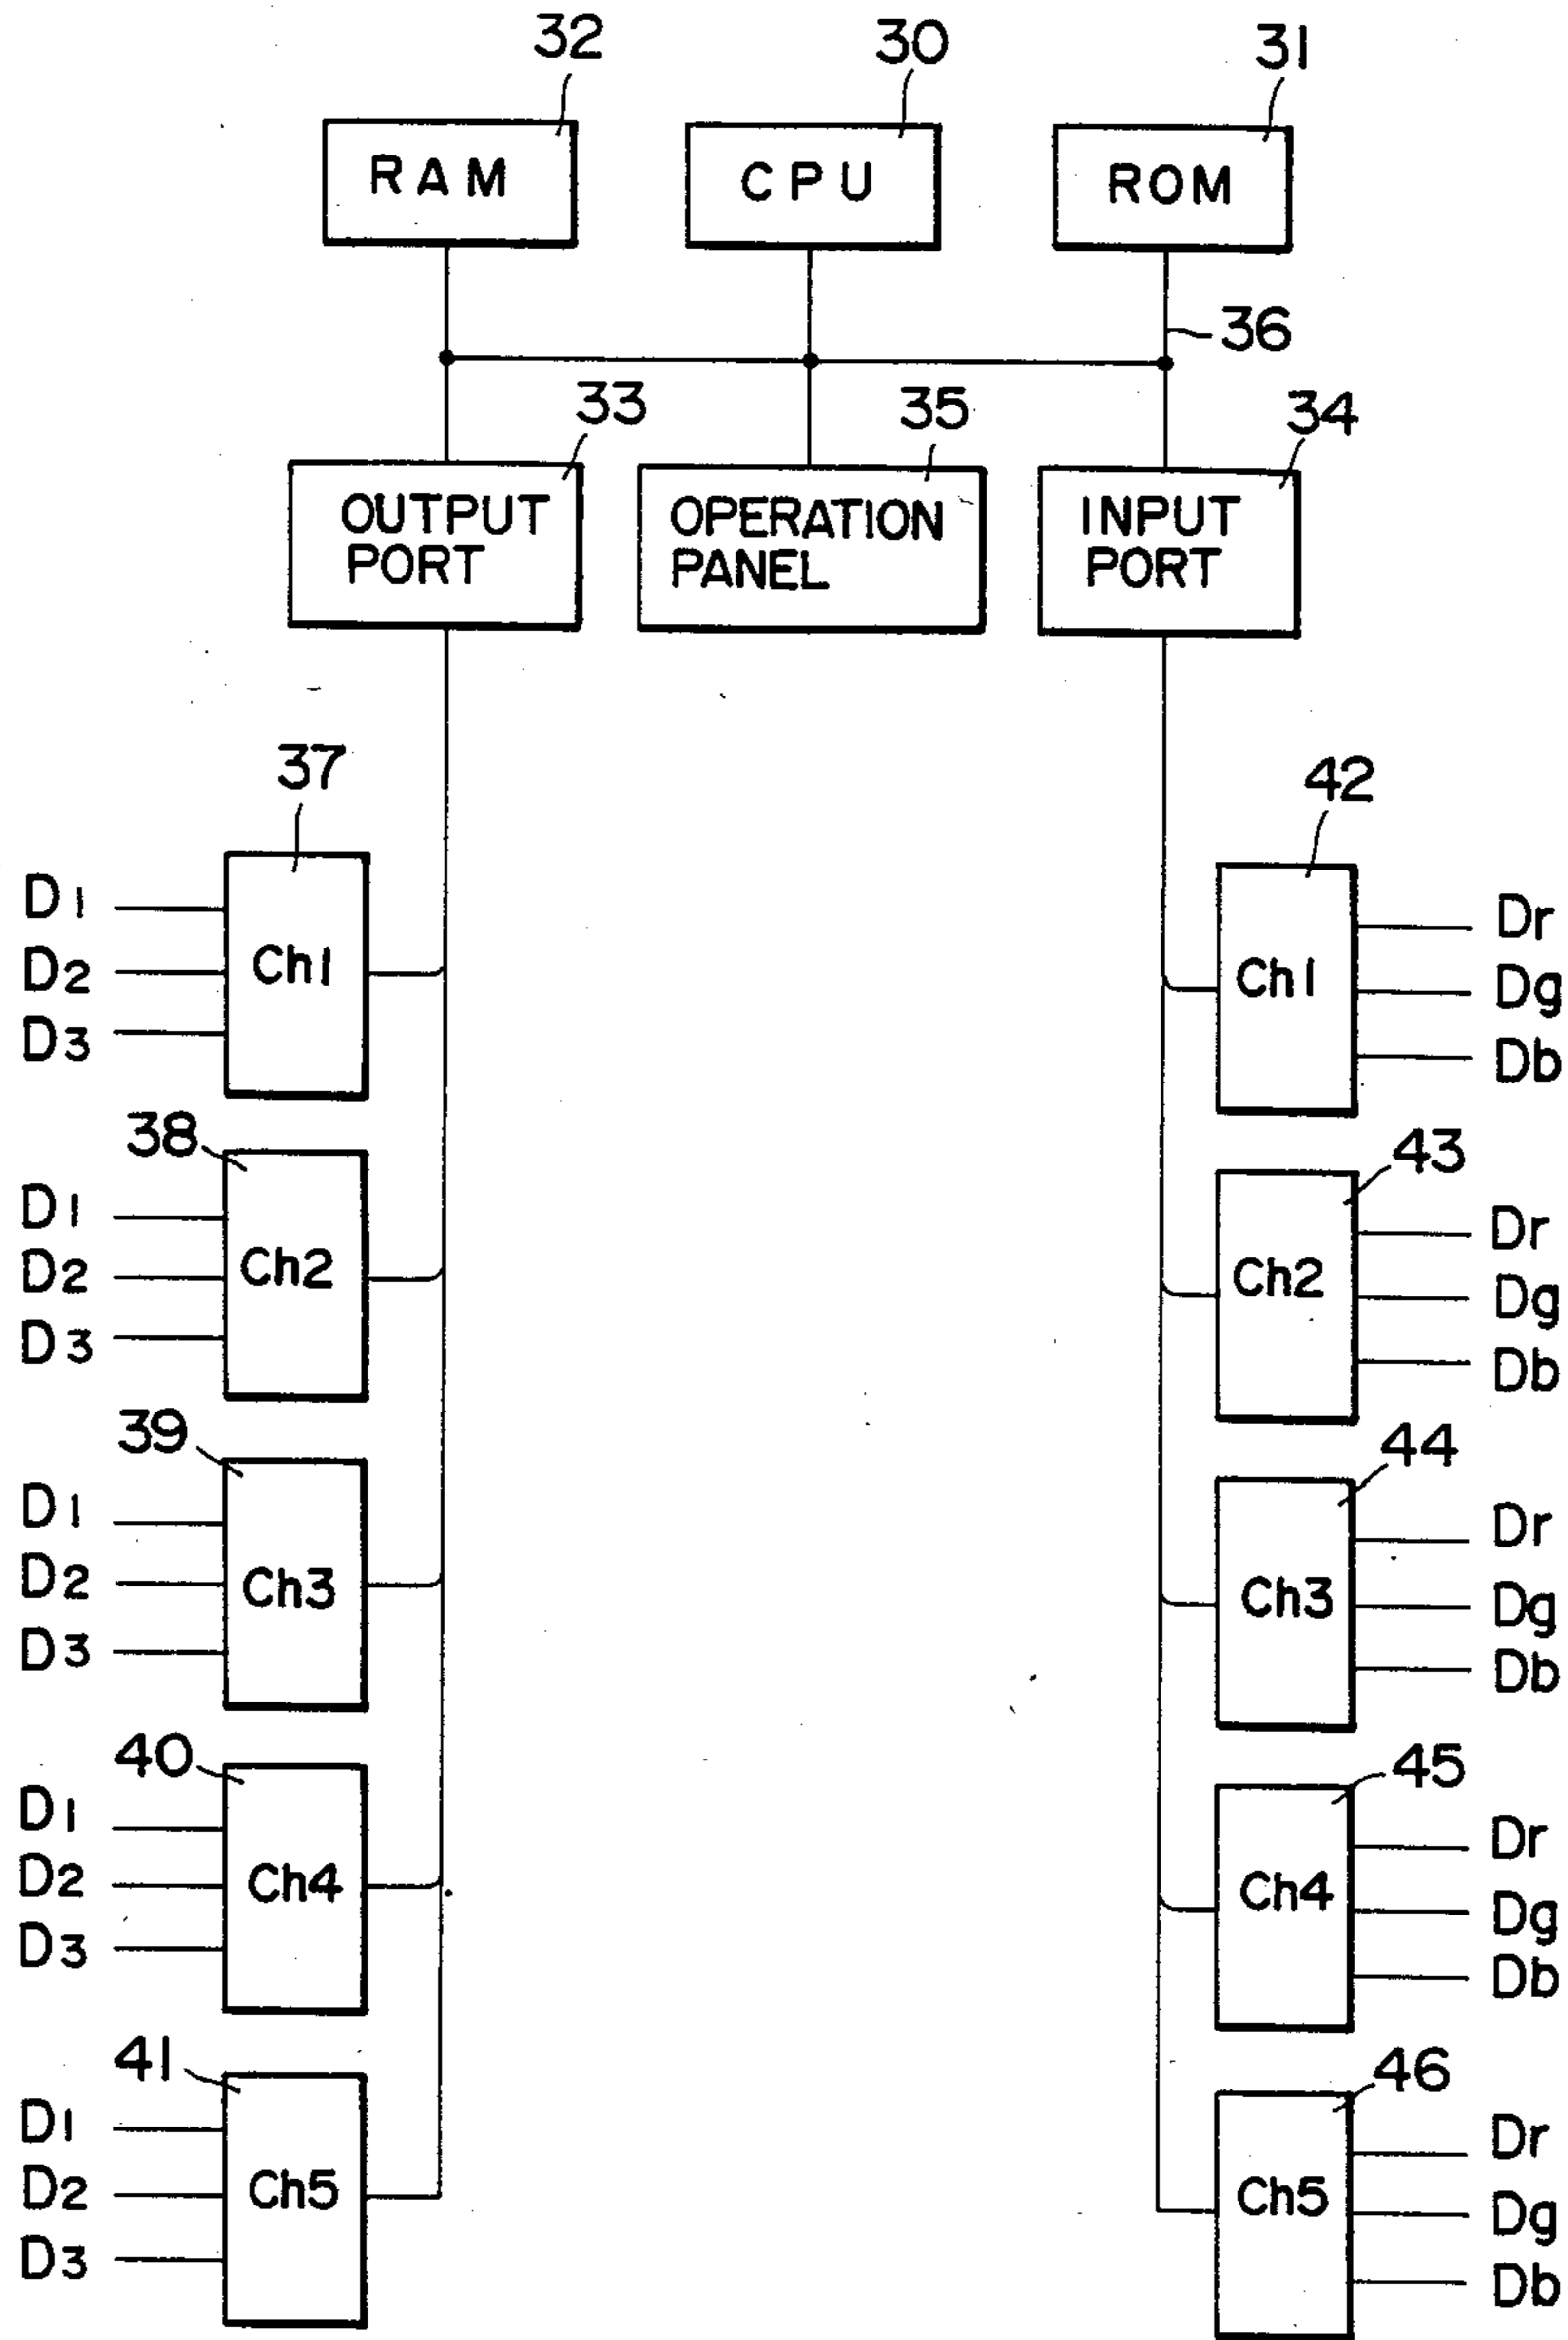 32
30
31
RAM
CPU
ROM
36
33
35
34
OUTPUT
PORT
OPERATION
PANEL
INPUT
PORT
37
D1
D2
D3
Ch1
42
Ch1
Dr
Dg
Db
38
D1
D2
D3
Ch2
43
Ch2
Dr
Dg
Db
39
D1
D2
D3
Ch3
44
Ch3
Dr
Dg
Db
40
D1
D2
D3
Ch4
45
Ch4
Dr
Dg
Db
41
D1
D2
D3
Ch5
46
Ch5
Dr
Dg
Db